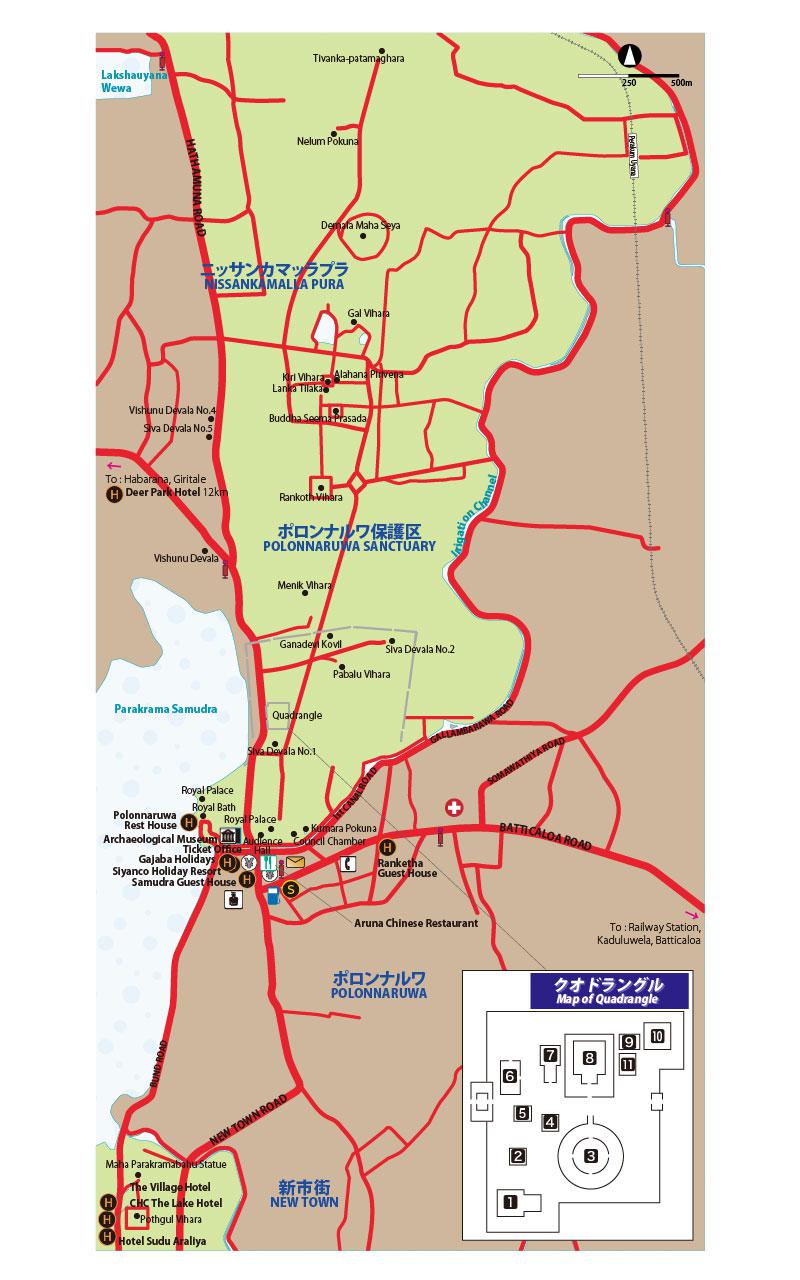 Tivanka-patamaghara
Lakshauyana
Wewa
250
500m
Nelum Pokuna
Parakum Uyana
HATHAMUNA ROAD
Demala Maha Seya
ニッサンカマッラプラ
NISSANKAMALLA PURA
Gal Vihara
Kiri Vihara
Alahana Pirivena
Lanka Tilaka
Vishunu Devala No.4
Buddha Seema Prasada
Siva Devala No.5
To : Habarana, Giritale
H Deer Park Hotel 12km
Rankoth Vihara
Irrigation Channel
ポロンナルワ保護区
POLONNARUWA SANCTUARY
Vishunu Devala
Menik Vihara
Ganadevi Kovil
Siva Devala No.2
Pabalu Vihara
Parakrama Samudra
Quadrangle
GALLAMBARAWA ROAD
Siva Devala No.1
SOMAWATHIYA ROAD
1st CANAL ROAD
Royal Palace
Royal Bath
Polonnaruwa
Rest House
H
Royal Palace
Kumara Pokuna
BATTICALOA ROAD
Archaeological Museum
Audience
Hall
Council Chamber
Ticket Office
H
Gajaba Holidays
H
Ranketha
Guest House
Siyanco Holiday Resort
Samudra Guest House
H
S
Aruna Chinese Restaurant
To : Railway Station,
Kaduluwela, Batticaloa
ポロンナルワ
POLONNARUWA
クオドラングル
Map of Quadrangle
10
9
7
8
11
6
5
4
2
3
1
BUND ROAD
NEW TOWN ROAD
Maha Parakramabahu Statue
The Village Hotel
新市街
NEW TOWN
H
CHC The Lake Hotel
H
Pothgul Vihara
H
Hotel Sudu Araliya